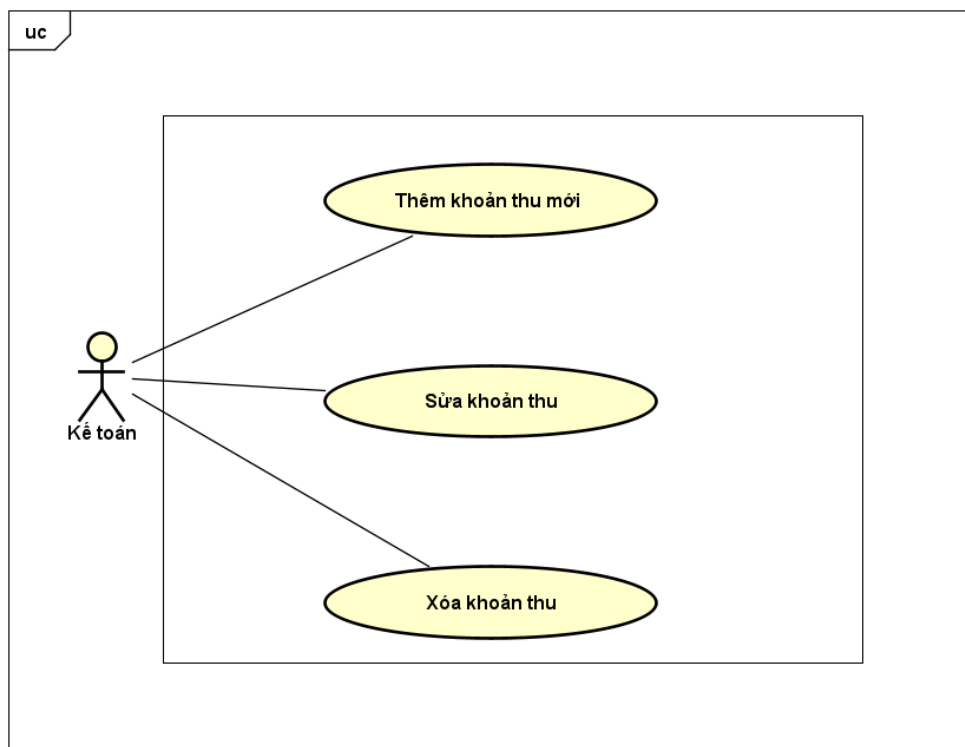 uc
Thêm khoản thu mới
Sửa khoản thu
Kế toán
Xóa khoản thu